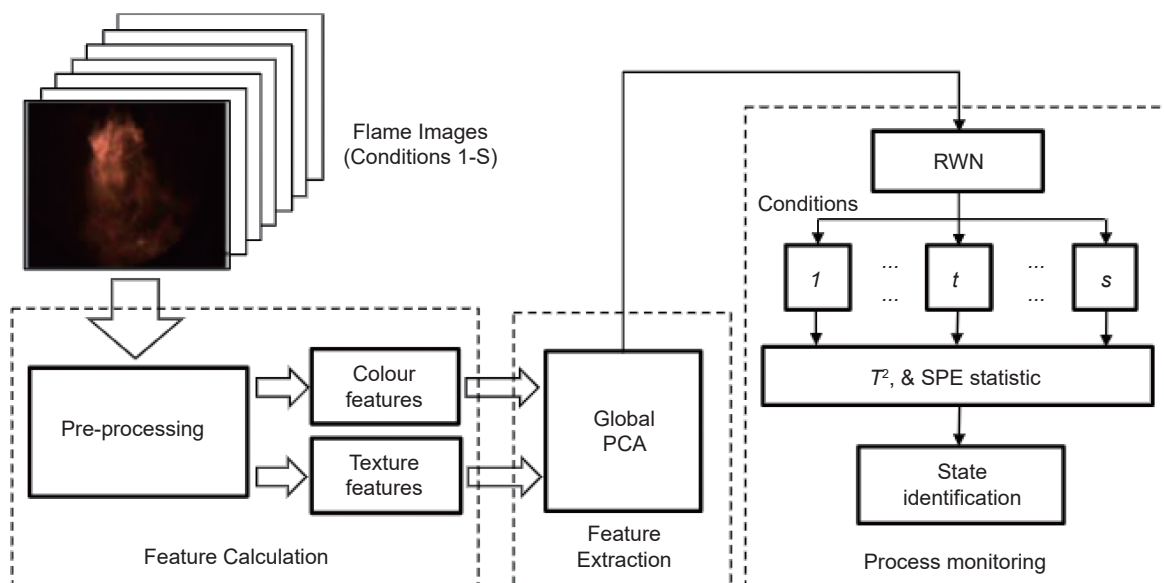 Flame Images
(Conditions 1-S)
RWN
Conditions
1
...
...
t
...
...
s
T², & SPE statistic
State
identification
Process monitoring
Pre-processing
Colour
features
Texture
features
Feature Calculation
Global
PCA
Feature
Extraction